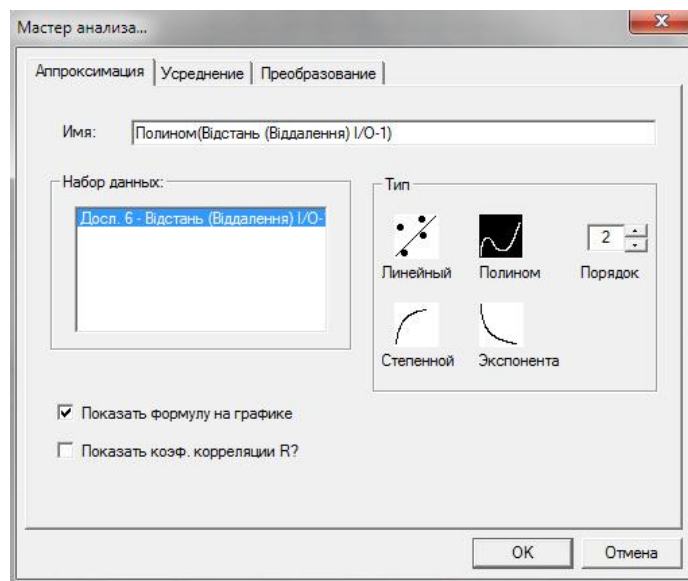 Мастер анализа...
Аппроксимация Усреднение Преобразование
Имя: Полином(Відстань (Віддалення) I/O-1)
Набор данных:
Досл. 6 - Відстань (Віддалення) I/O-
Тип
2
Линейный Полином Порядок
Степенной Экспонента
Показать формулу на графике
Показать коэф. корреляции R?
OK Отмена